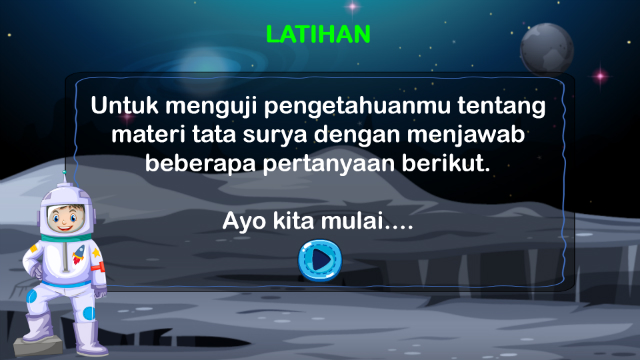 LATIHAN
Untuk menguji pengetahuanmu tentang
materi tata surya dengan menjawab
beberapa pertanyaan berikut.
Ayo kita mulai....